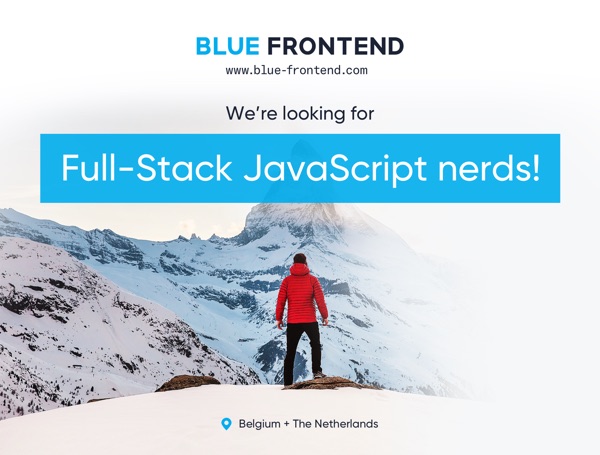 BLUE FRONTEND
www.blue-frontend.com
We’re looking for
Full-Stack JavaScript nerds!
Belgium + The Netherlands